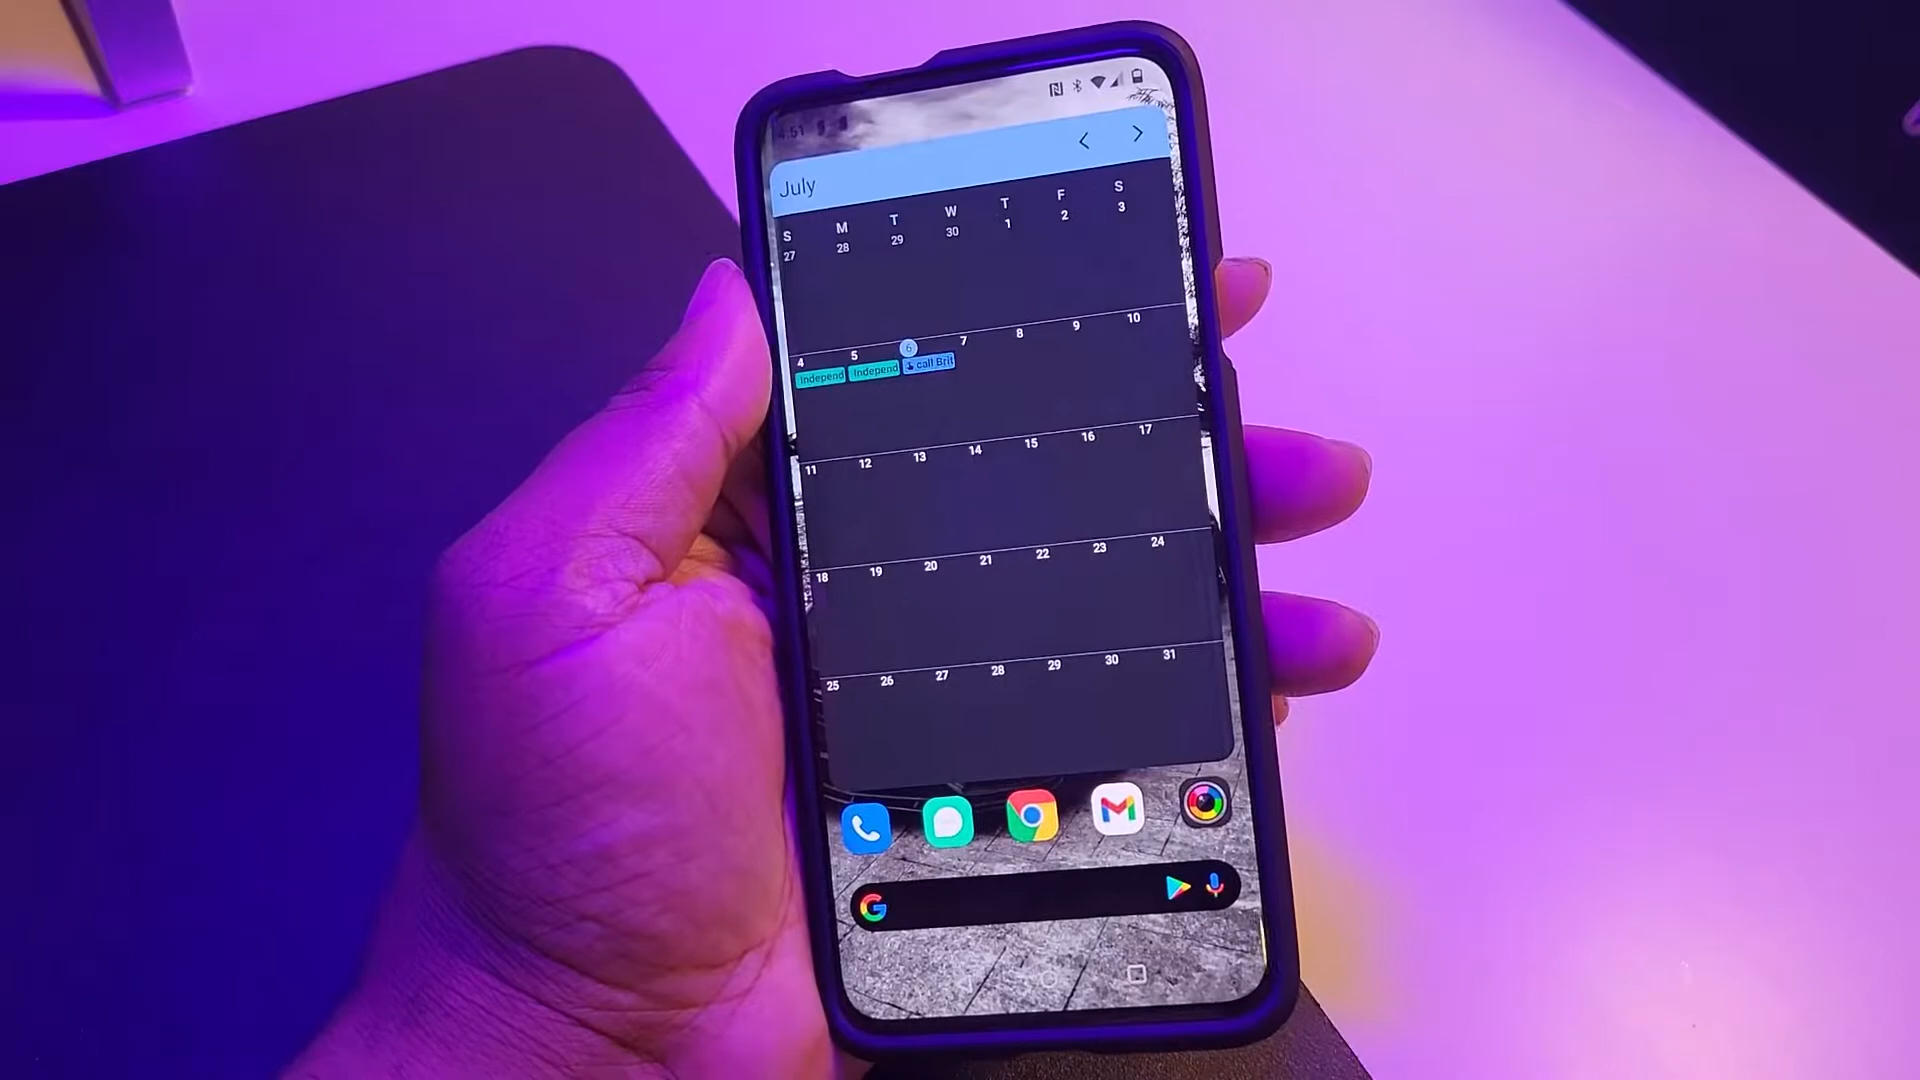 4:51
July
S M T W T F S
27 28 29 30 1 2 3
4 5 6 7 8 9 10
Independ Independ call Brit
11 12 13 14 15 16 17
18 19 20 21 22 23 24
25 26 27 28 29 30 31